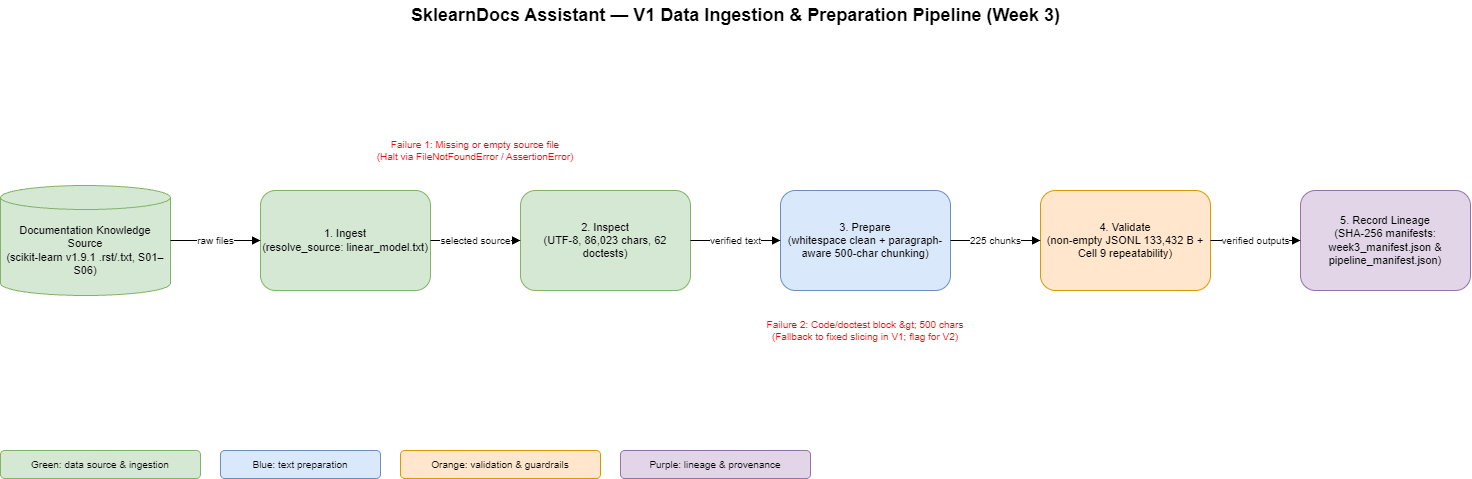 SklearnDocs Assistant — V1 Data Ingestion & Preparation Pipeline (Week 3)
Failure 1: Missing or empty source file
(Halt via FileNotFoundError / AssertionError)
Documentation Knowledge
Source
(scikit-learn v1.9.1 .rst/.txt, S01–
S06)
raw files
1. Ingest
(resolve_source: linear_model.txt)
selected source
2. Inspect
(UTF-8, 86,023 chars, 62
doctests)
verified text
3. Prepare
(whitespace clean + paragraph-
aware 500-char chunking)
225 chunks
4. Validate
(non-empty JSONL 133,432 B +
Cell 9 repeatability)
verified outputs
5. Record Lineage
(SHA-256 manifests:
week3_manifest.json &
pipeline_manifest.json)
Failure 2: Code/doctest block &gt; 500 chars
(Fallback to fixed slicing in V1; flag for V2)
Green: data source & ingestion
Blue: text preparation
Orange: validation & guardrails
Purple: lineage & provenance